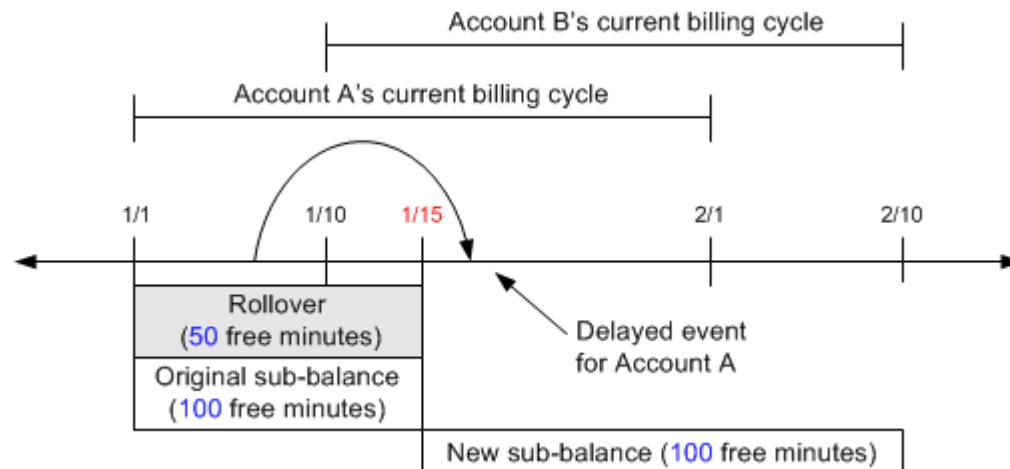 Account B's current billing cycle
Account A's current billing cycle
1/1
1/10
1/15
2/1
2/10
Rollover
(50 free minutes)
Original sub-balance
(100 free minutes)
Delayed event
for Account A
New sub-balance (100 free minutes)